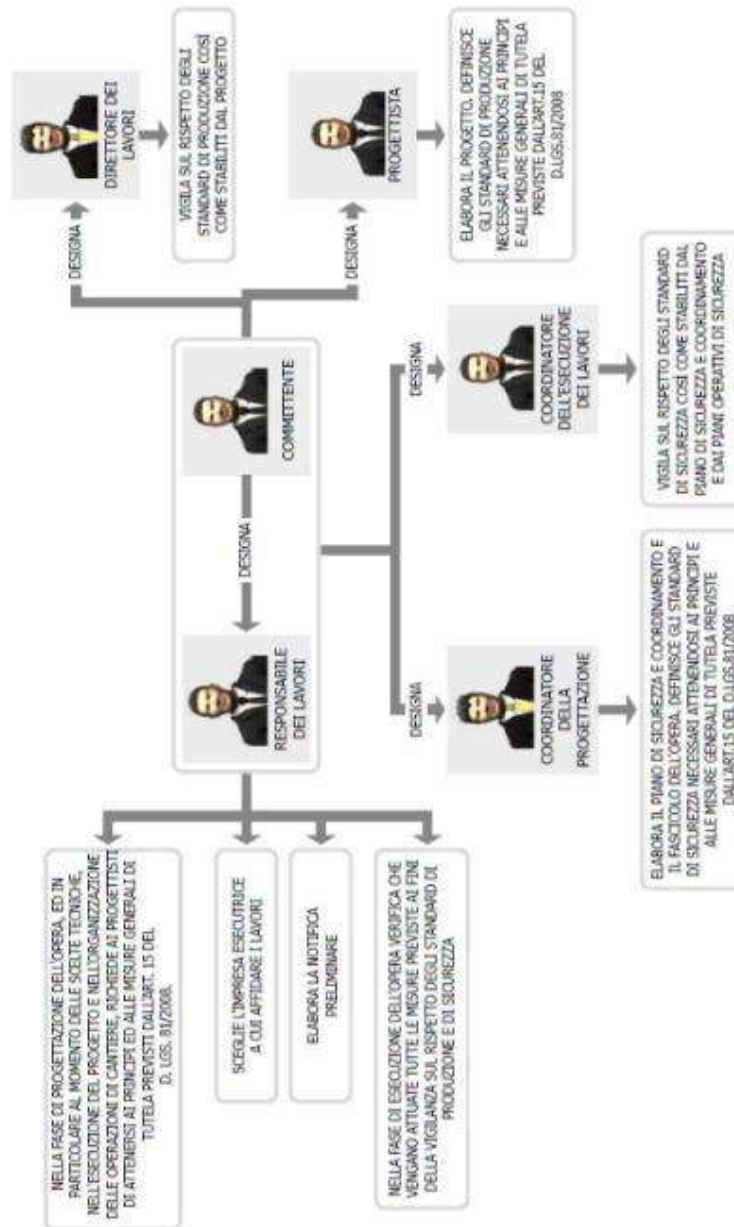 NELLA FASE DI PROGETTAZIONE DELL'OPERA, ED IN
PARTICOLARE AL MOMENTO DELLE SCELTE TECNICHE,
NELL'ESECUZIONE DEL PROGETTO E NELL'ORGANIZZAZIONE
DELLE OPERAZIONI DI CANTIERE, RICHIEDE AI PROGETTISTI
DI ATTENERSI AI PRINCIPI ED ALLE MISURE GENERALI DI
TUTELA PREVISTI DALL'ART. 15 DEL
D. LGS. 81/2008.
SCEGLIE L'IMPRESA ESECUTRICE
A CUI AFFIDARE I LAVORI
ELABORA LA NOTIFICA
PRELIMINARE
NELLA FASE DI ESECUZIONE DELL'OPERA VERIFICA CHE
VENGANO ATTUATE TUTTE LE MISURE PREVISTE AI FINI
DELLA VIGILANZA SUL RISPETTO DEGLI STANDARD DI
PRODUZIONE E DI SICUREZZA
RESPONSABILE
DEI LAVORI
DESIGNA
COMMITTENTE
DESIGNA
DIRETTORE DEI
LAVORI
VIGILA SUL RISPETTO DEGLI
STANDARD DI PRODUZIONE COSÌ
COME STABILITI DAL PROGETTO
DESIGNA
PROGETTISTA
ELABORA IL PROGETTO, DEFINISCE
GLI STANDARD DI PRODUZIONE
NECESSARI ATTENENDOSI AI PRINCIPI
E ALLE MISURE GENERALI DI TUTELA
PREVISTE DALL'ART.15 DEL
D.LGS.81/2008
DESIGNA
COORDINATORE
DELLA
PROGETTAZIONE
ELABORA IL PIANO DI SICUREZZA E COORDINAMENTO E
IL FASCICOLO DELL'OPERA. DEFINISCE GLI STANDARD
DI SICUREZZA NECESSARI ATTENENDOSI AI PRINCIPI E
ALLE MISURE GENERALI DI TUTELA PREVISTE
DALL'ART.15 DEL D.LGS.81/2008
DESIGNA
COORDINATORE
DELL'ESECUZIONE
DEI LAVORI
VIGILA SUL RISPETTO DEGLI STANDARD
DI SICUREZZA COSÌ COME STABILITI DAL
PIANO DI SICUREZZA E COORDINAMENTO
E DAI PIANI OPERATIVI DI SICUREZZA